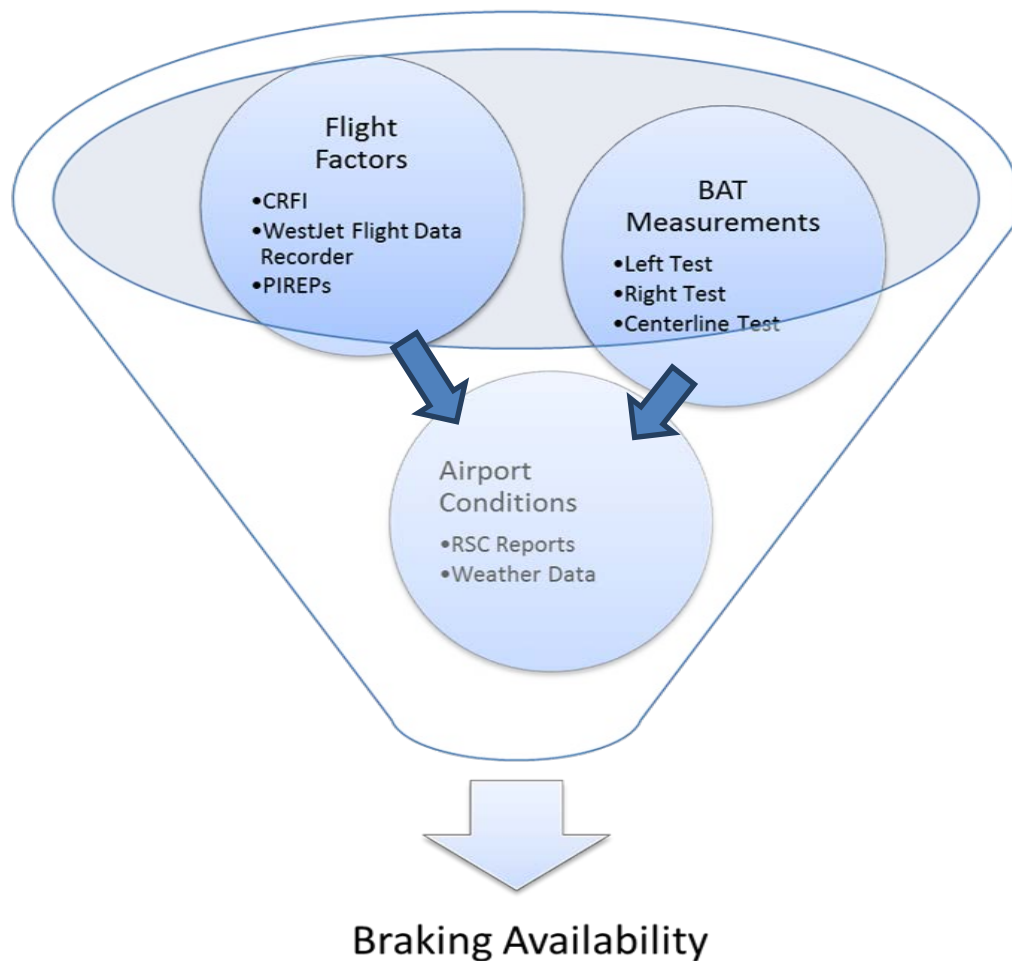 Flight
Factors
•CRFI
•WestJet Flight Data
Recorder
•PIREPs
BAT
Measurements
•Left Test
•Right Test
•Centerline Test
Airport
Conditions
•RSC Reports
•Weather Data
Braking Availability